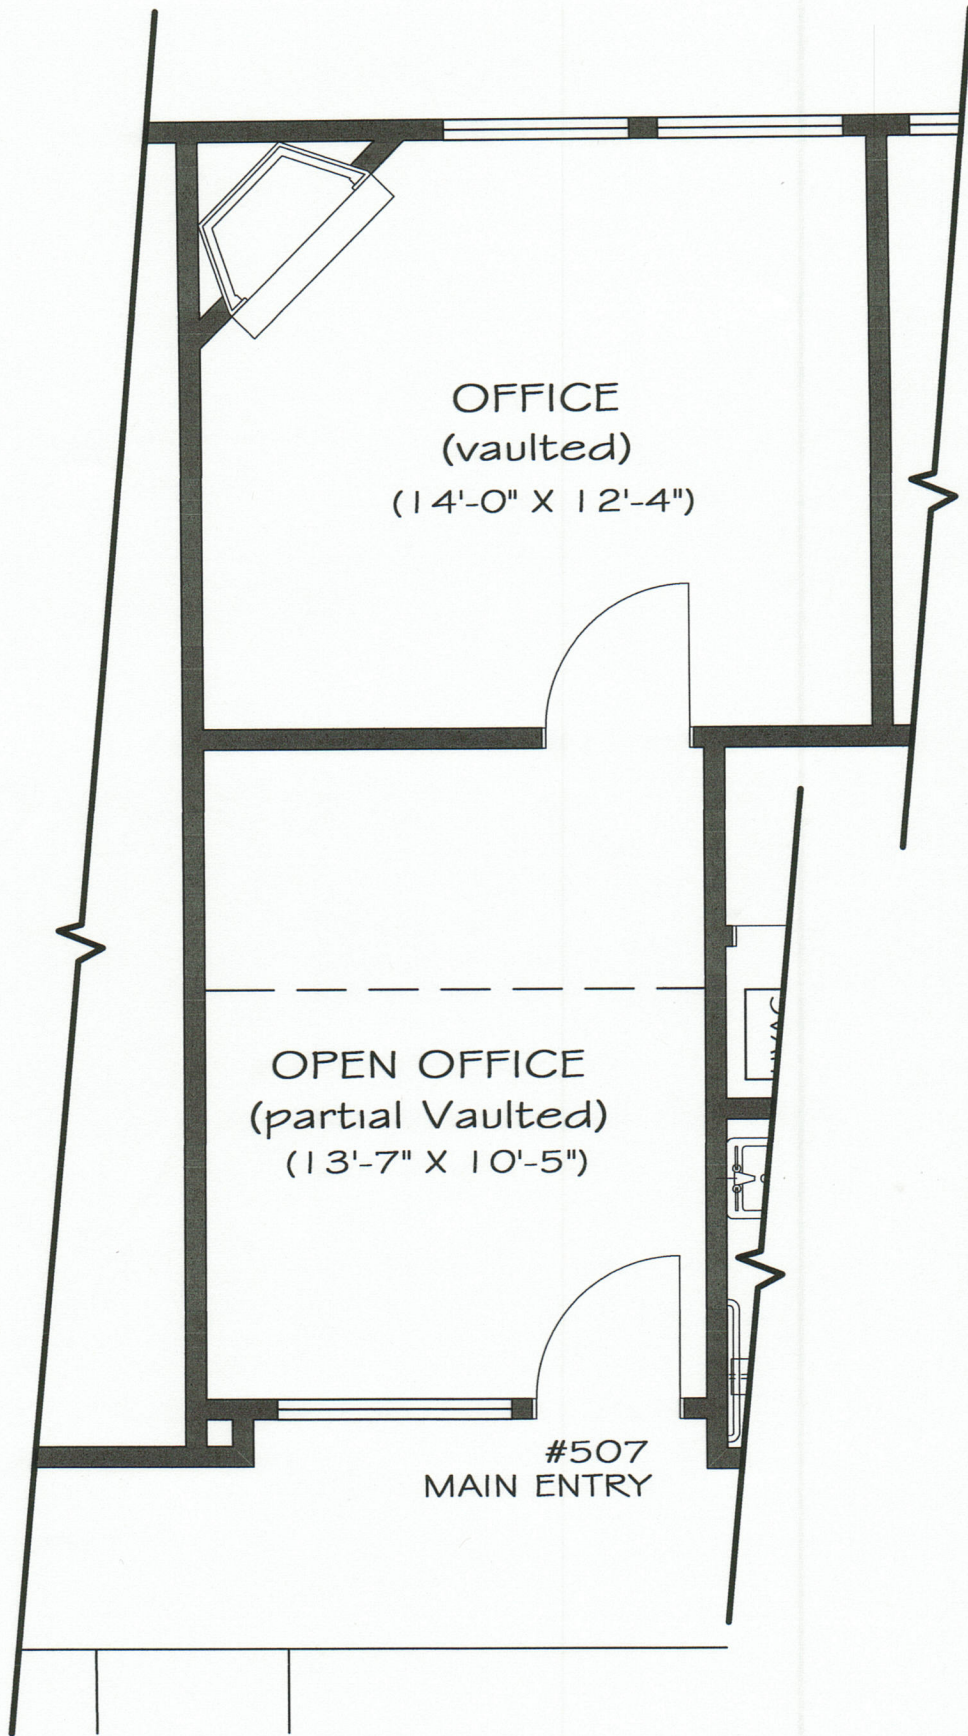 OFFICE
(vaulted)
(14'-0" X 12'-4")
OPEN OFFICE
(partial Vaulted)
(13'-7" X 10'-5")
#507
MAIN ENTRY